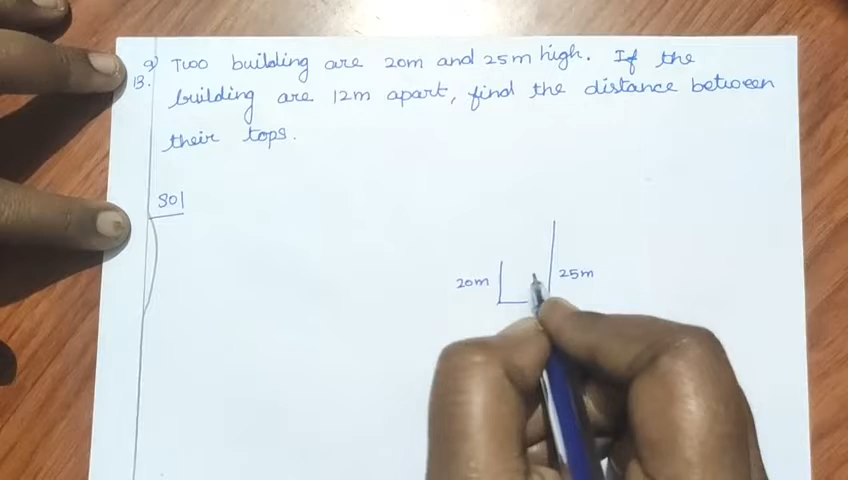 Q) Two building are 20m and 25m high. If the
13. building are 12m apart, find the distance between
their tops.
Sol
20m 25m